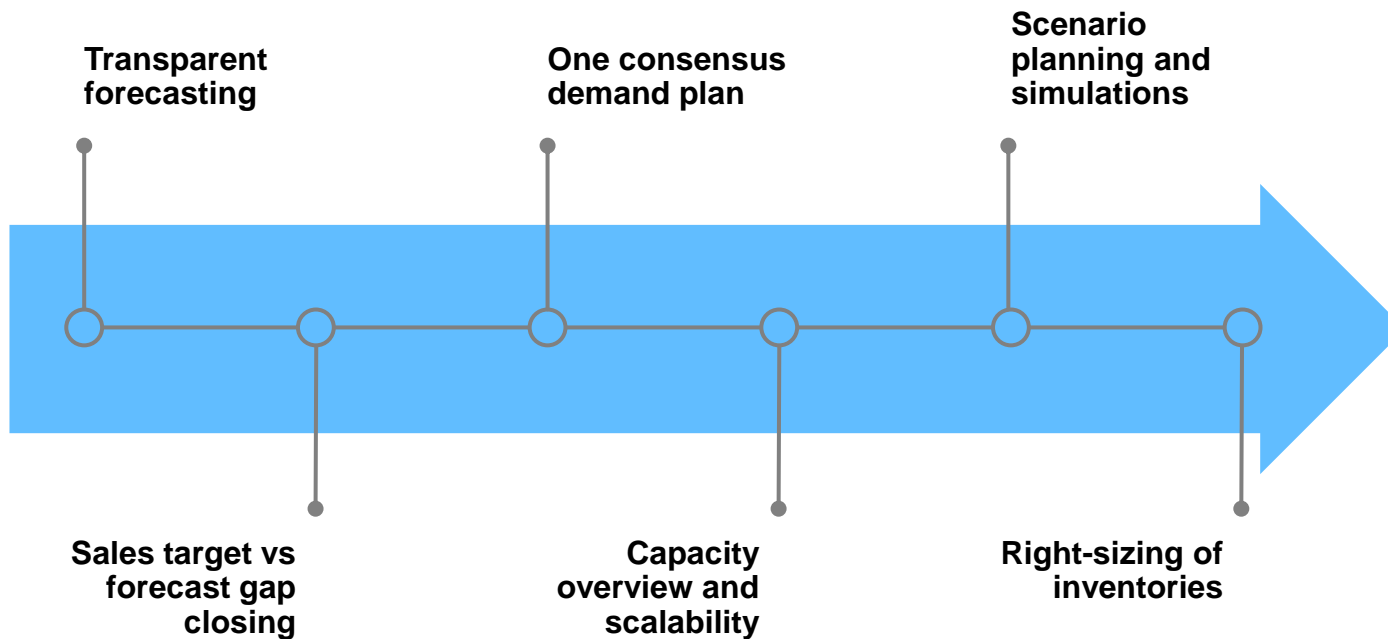 Transparent
forecasting
One consensus
demand plan
Scenario
planning and
simulations
Sales target vs
forecast gap
closing
Capacity
overview and
scalability
Right-sizing of
inventories